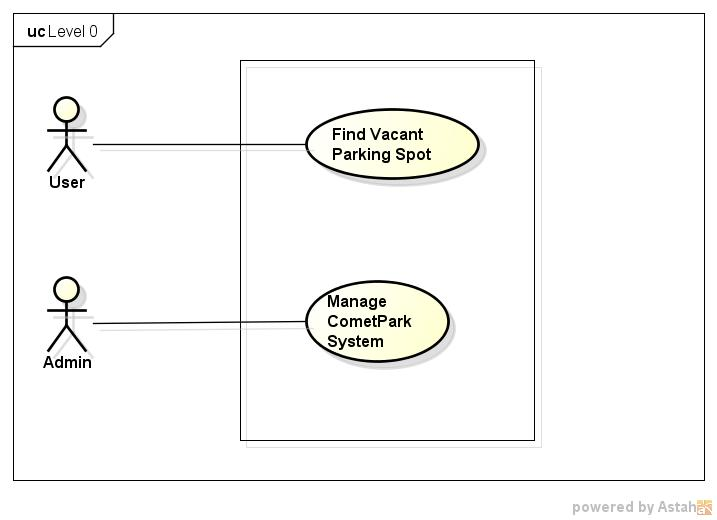 uc Level 0
Find Vacant
Parking Spot
User
Manage
CometPark
System
Admin
powered by Astah